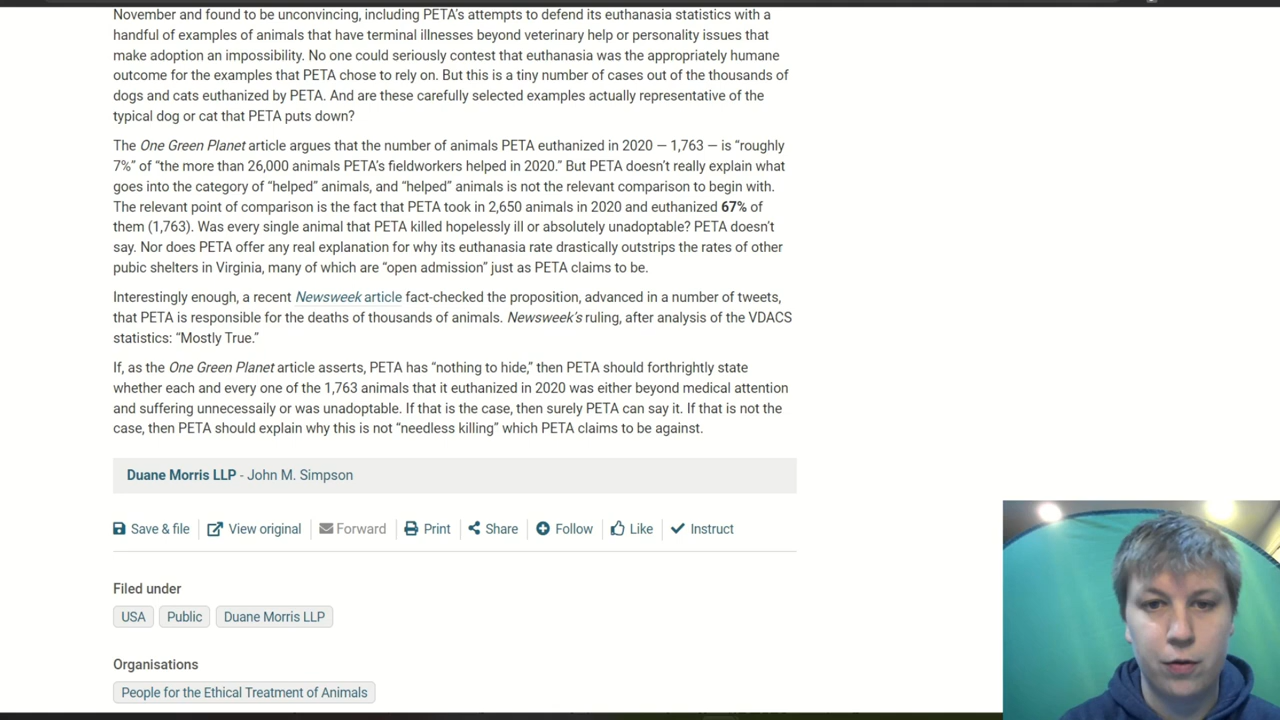 November and found to be unconvincing, including PETA's attempts to defend its euthanasia statistics with a
handful of examples of animals that have terminal illnesses beyond veterinary help or personality issues that
make adoption an impossibility. No one could seriously contest that euthanasia was the appropriately humane
outcome for the examples that PETA chose to rely on. But this is a tiny number of cases out of the thousands of
dogs and cats euthanized by PETA. And are these carefully selected examples actually representative of the
typical dog or cat that PETA puts down?
The One Green Planet article argues that the number of animals PETA euthanized in 2020 — 1,763 — is “roughly
7%” of “the more than 26,000 animals PETA’s fieldworkers helped in 2020.” But PETA doesn’t really explain what
goes into the category of “helped” animals, and “helped” animals is not the relevant comparison to begin with.
The relevant point of comparison is the fact that PETA took in 2,650 animals in 2020 and euthanized 67% of
them (1,763). Was every single animal that PETA killed hopelessly ill or absolutely unadoptable? PETA doesn’t
say. Nor does PETA offer any real explanation for why its euthanasia rate drastically outstrips the rates of other
pubic shelters in Virginia, many of which are “open admission” just as PETA claims to be.
Interestingly enough, a recent Newsweek article fact-checked the proposition, advanced in a number of tweets,
that PETA is responsible for the deaths of thousands of animals. Newsweek’s ruling, after analysis of the VDACS
statistics: “Mostly True.”
If, as the One Green Planet article asserts, PETA has “nothing to hide,” then PETA should forthrightly state
whether each and every one of the 1,763 animals that it euthanized in 2020 was either beyond medical attention
and suffering unnecessaily or was unadoptable. If that is the case, then surely PETA can say it. If that is not the
case, then PETA should explain why this is not “needless killing” which PETA claims to be against.
Duane Morris LLP - John M. Simpson
Save & file View original Forward Print Share Follow Like Instruct
Filed under
USA Public Duane Morris LLP
Organisations
People for the Ethical Treatment of Animals